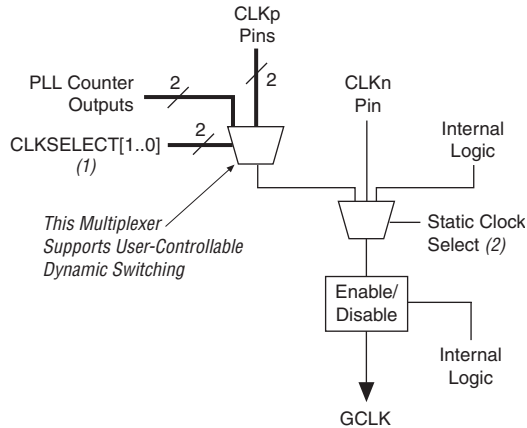 CLKp
Pins
2
PLL Counter
Outputs
2
CLKn
Pin
CLKSELECT[1..0]
(1)
2
Internal
Logic
This Multiplexer
Supports User-Controllable
Dynamic Switching
Static Clock
Select (2)
Enable/
Disable
Internal
Logic
GCLK